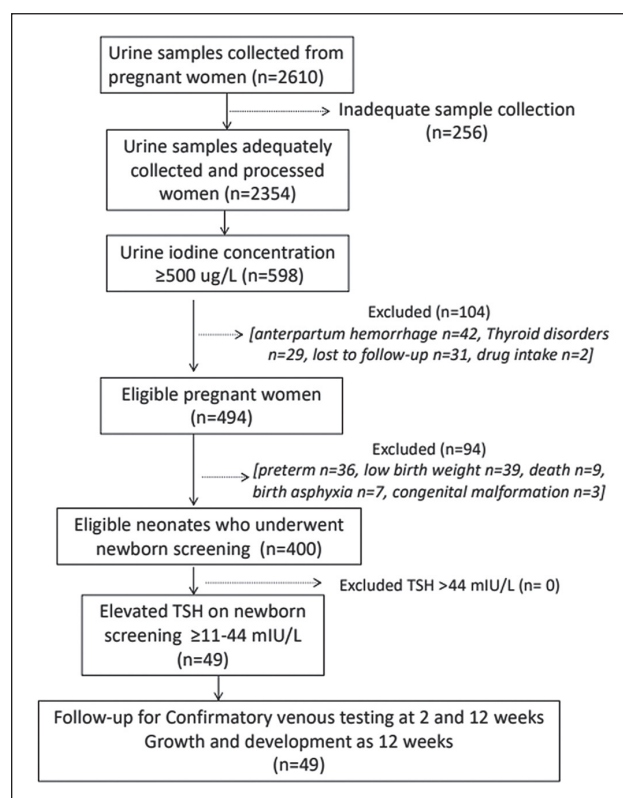 Urine samples collected from
pregnant women (n=2610)
Inadequate sample collection
(n=256)
Urine samples adequately
collected and processed
women (n=2354)
Urine iodine concentration
≥500 ug/L (n=598)
Excluded (n=104)
[anterpartum hemorrhage n=42, Thyroid disorders
n=29, lost to follow-up n=31, drug intake n=2]
Eligible pregnant women
(n=494)
Excluded (n=94)
[preterm n=36, low birth weight n=39, death n=9,
birth asphyxia n=7, congenital malformation n=3]
Eligible neonates who underwent
newborn screening (n=400)
Excluded TSH >44 mIU/L (n= 0)
Elevated TSH on newborn
screening ≥11-44 mIU/L
(n=49)
Follow-up for Confirmatory venous testing at 2 and 12 weeks
Growth and development as 12 weeks
(n=49)